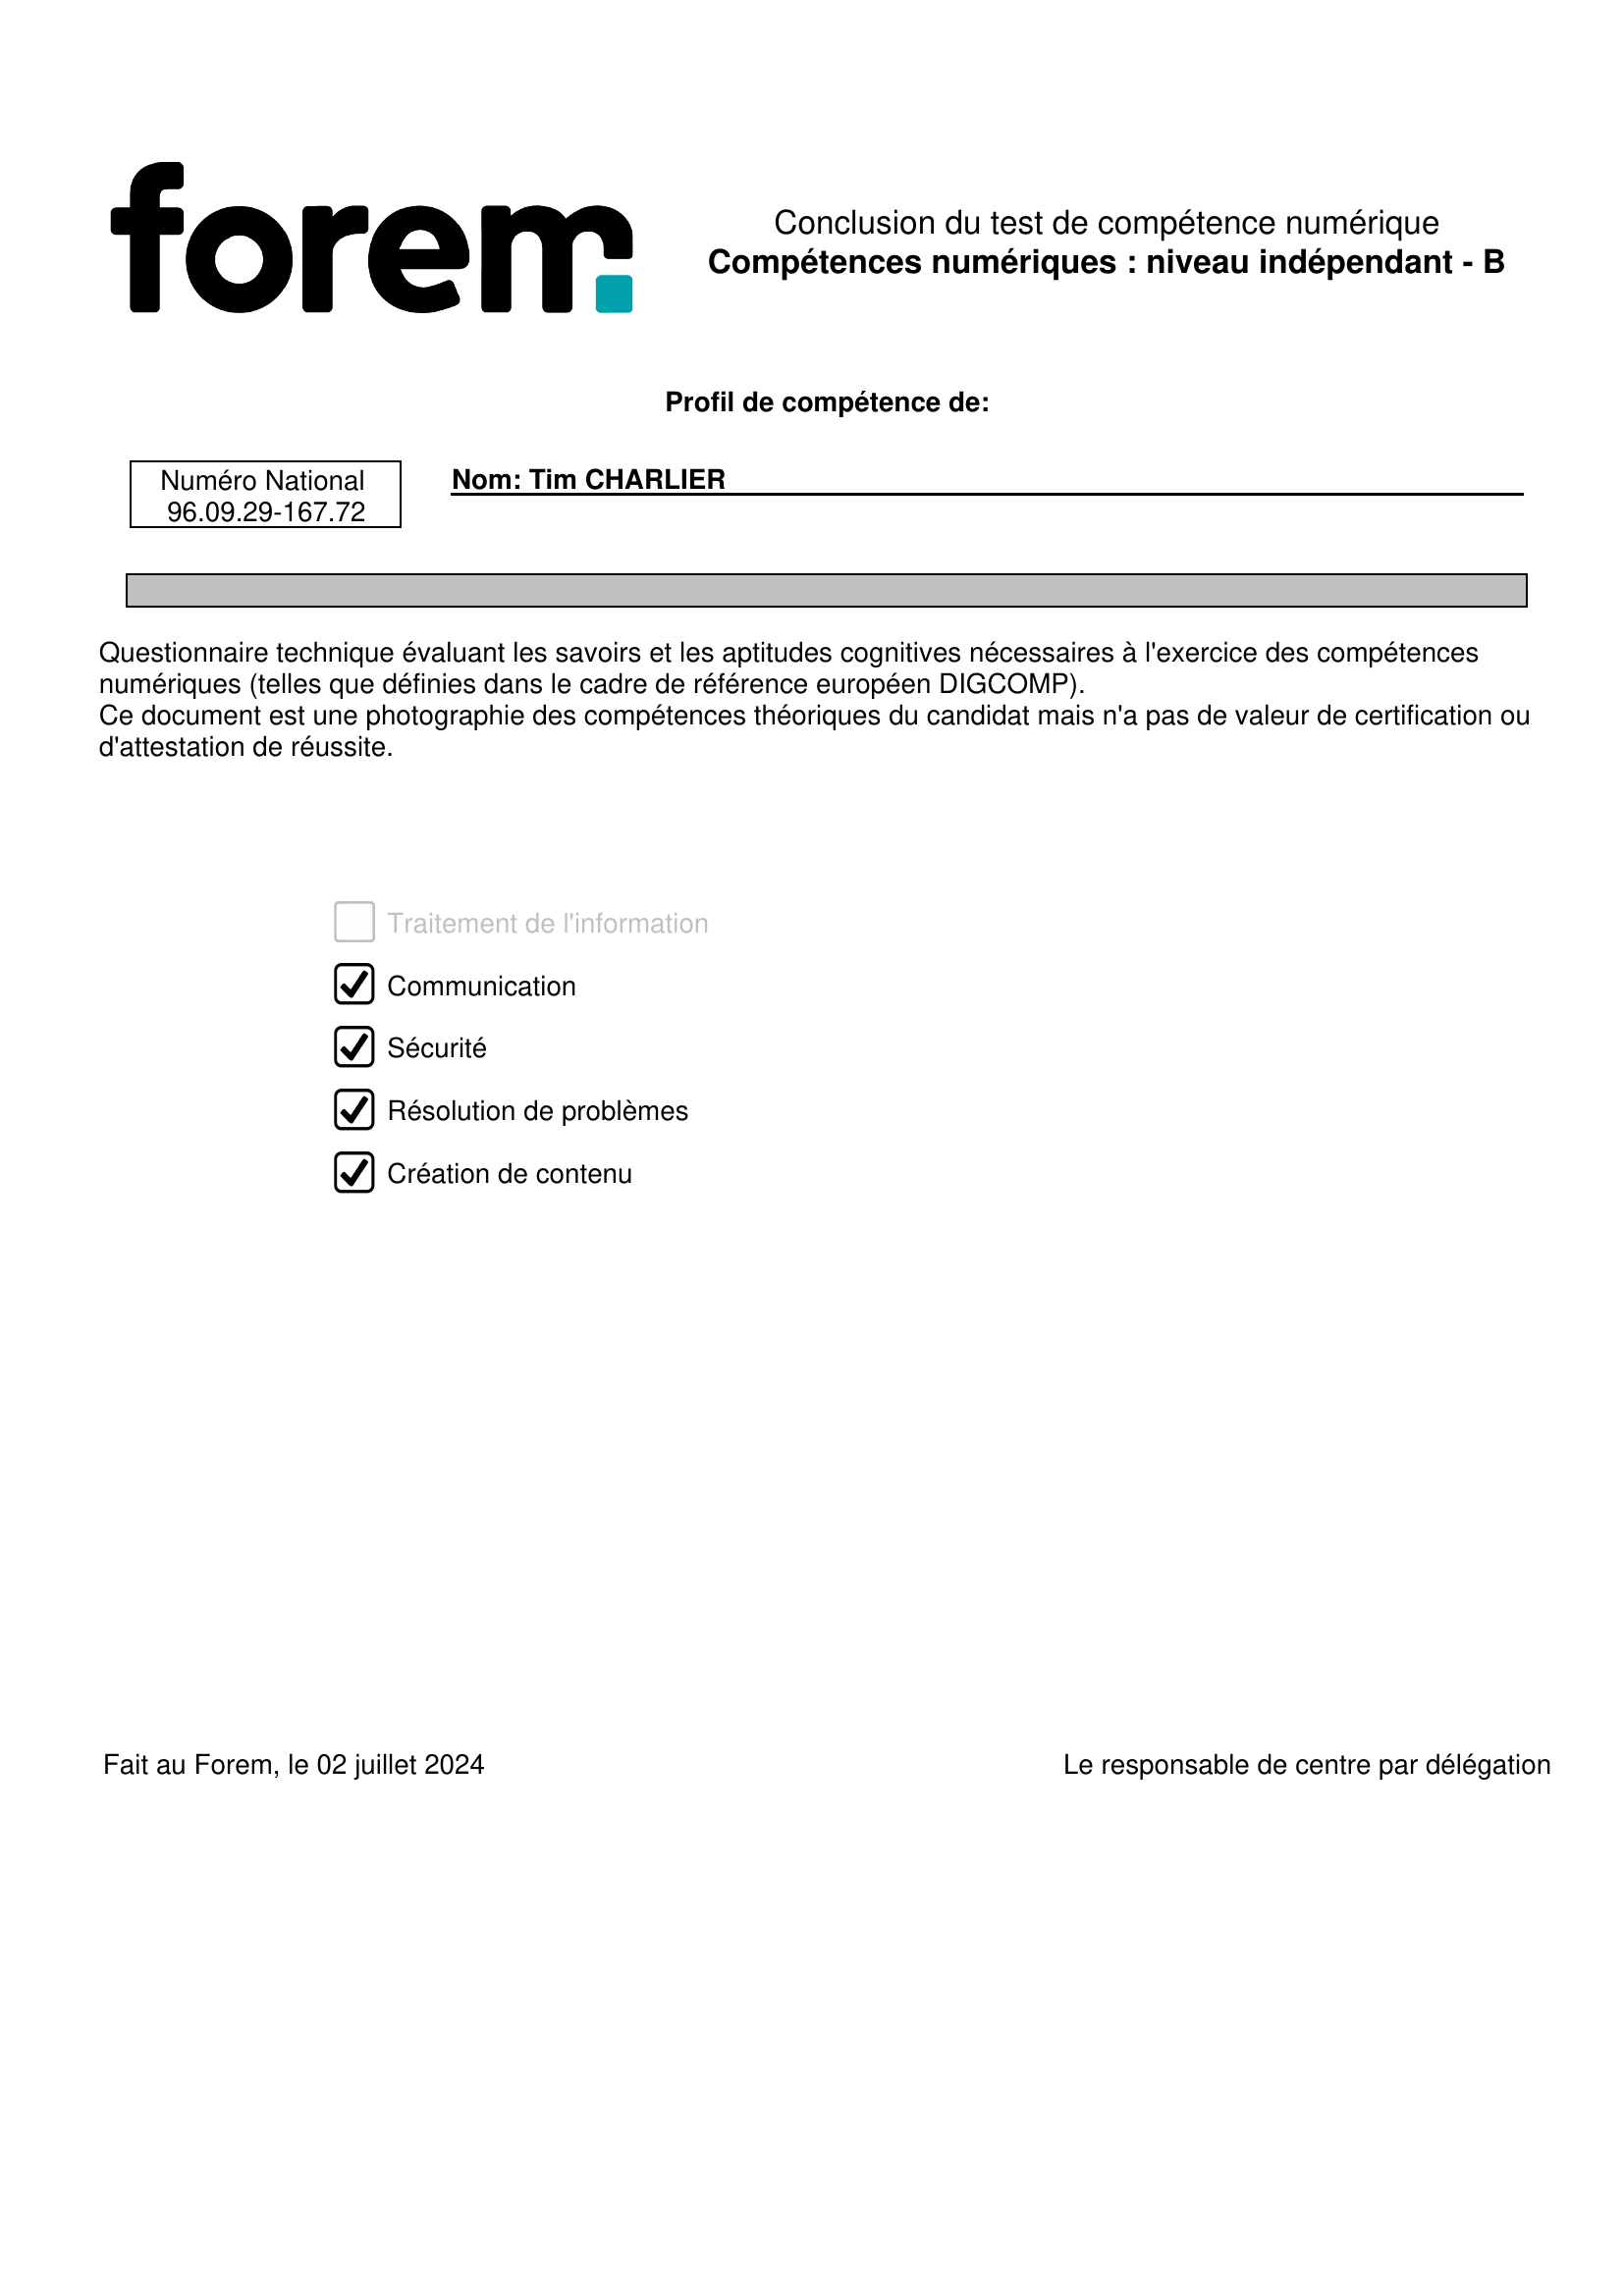 forem
Conclusion du test de compétence numérique
Compétences numériques : niveau indépendant - B
Profil de compétence de:
Numéro National
96.09.29-167.72
Nom: Tim CHARLIER
Questionnaire technique évaluant les savoirs et les aptitudes cognitives nécessaires à l'exercice des compétences
numériques (telles que définies dans le cadre de référence européen DIGCOMP).
Ce document est une photographie des compétences théoriques du candidat mais n'a pas de valeur de certification ou
d'attestation de réussite.
Traitement de l'information
Communication
Sécurité
Résolution de problèmes
Création de contenu
Fait au Forem, le 02 juillet 2024
Le responsable de centre par délégation